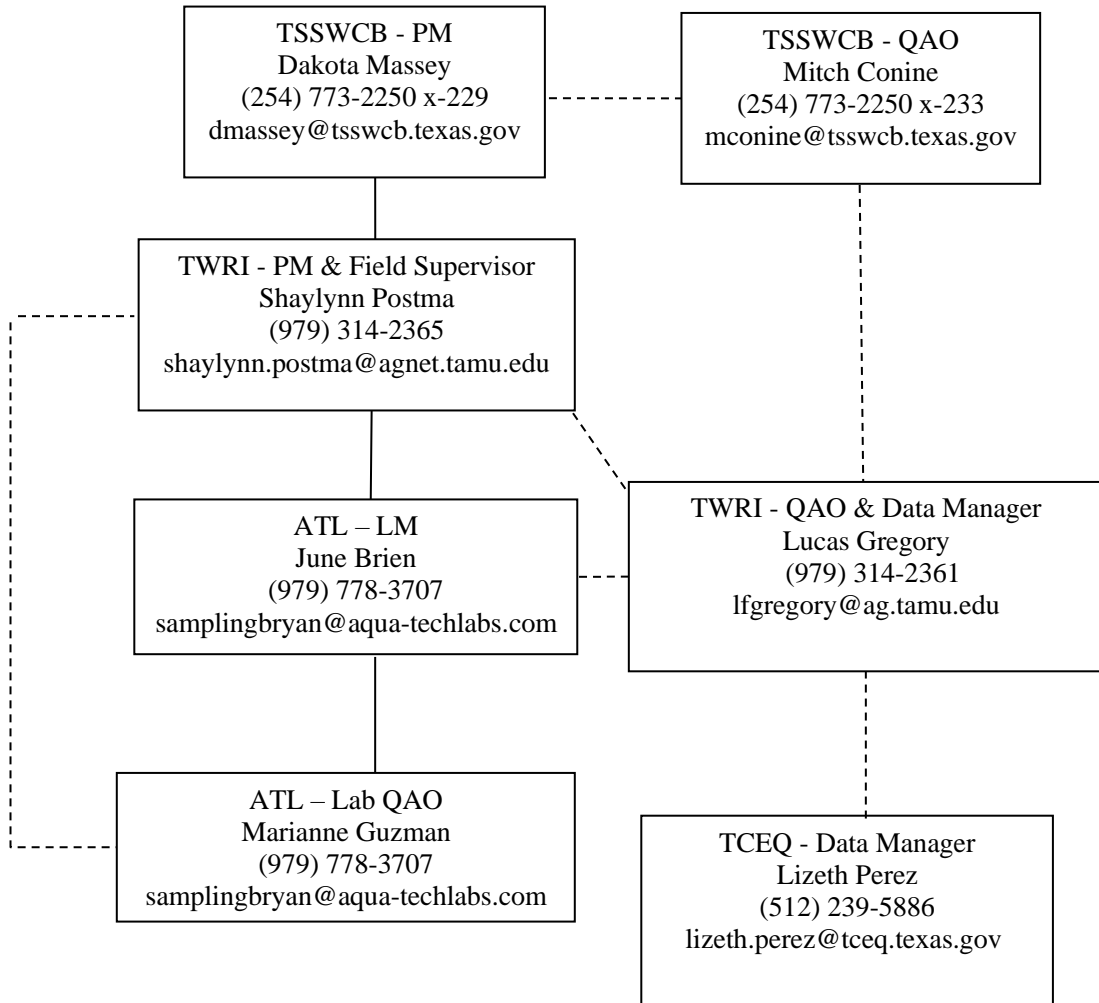 TSSWCB - PM
Dakota Massey
(254) 773-2250 x-229
dmassey@tsswcb.texas.gov
TSSWCB - QAO
Mitch Conine
(254) 773-2250 x-233
mconine@tsswcb.texas.gov
TWRI - PM & Field Supervisor
Shaylynn Postma
(979) 314-2365
shaylynn.postma@agnet.tamu.edu
ATL – LM
June Brien
(979) 778-3707
samplingbryan@aqua-techlabs.com
TWRI - QAO & Data Manager
Lucas Gregory
(979) 314-2361
lfgregory@ag.tamu.edu
ATL – Lab QAO
Marianne Guzman
(979) 778-3707
samplingbryan@aqua-techlabs.com
TCEQ - Data Manager
Lizeth Perez
(512) 239-5886
lizeth.perez@tceq.texas.gov